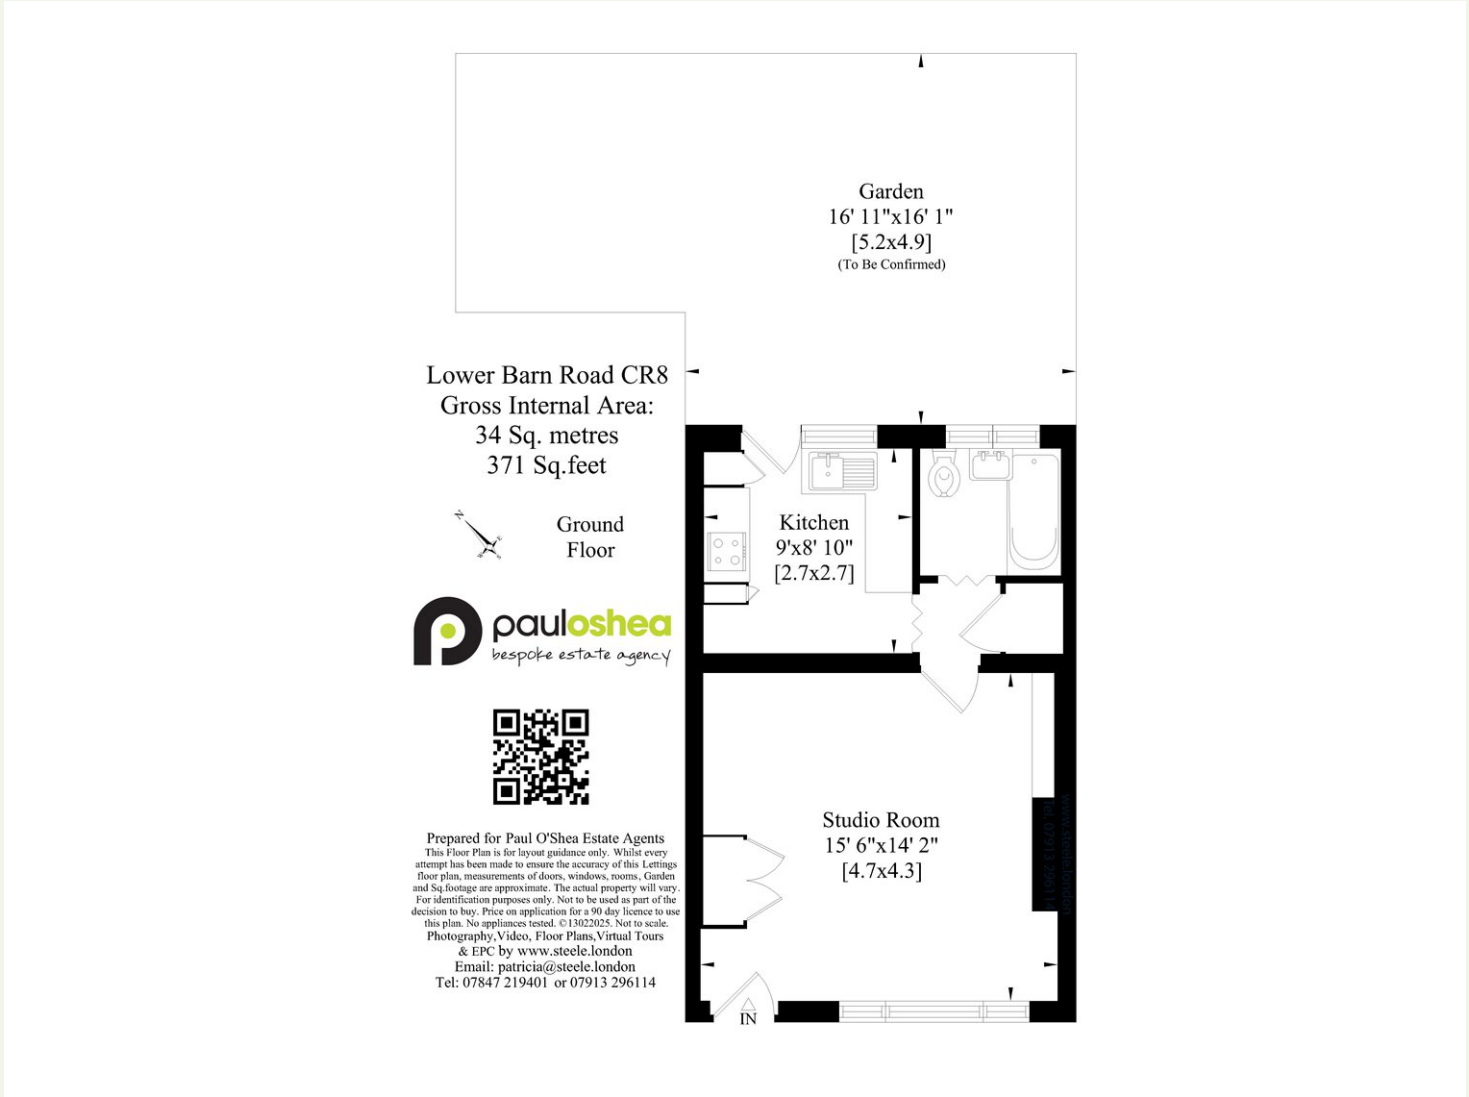 Garden
16' 11"x16' 1"
[5.2x4.9]
(To Be Confirmed)
Lower Barn Road CR8
Gross Internal Area:
34 Sq. metres
371 Sq.feet
N
E
S
W
Ground
Floor
Kitchen
9'x8' 10"
[2.7x2.7]
pauloshea
bespoke estate agency
Studio Room
15' 6"x14' 2"
[4.7x4.3]
www.steele.london
Tel. 07913 296114
Prepared for Paul O'Shea Estate Agents
This Floor Plan is for layout guidance only. Whilst every
attempt has been made to ensure the accuracy of this Lettings
floor plan, measurements of doors, windows, rooms, Garden
and Sq.footage are approximate. The actual property will vary.
For identification purposes only. Not to be used as part of the
decision to buy. Price on application for a 90 day licence to use
this plan. No appliances tested. ©13022025. Not to scale.
Photography,Video, Floor Plans,Virtual Tours
& EPC by www.steele.london
Email: patricia@steele.london
Tel: 07847 219401 or 07913 296114
IN